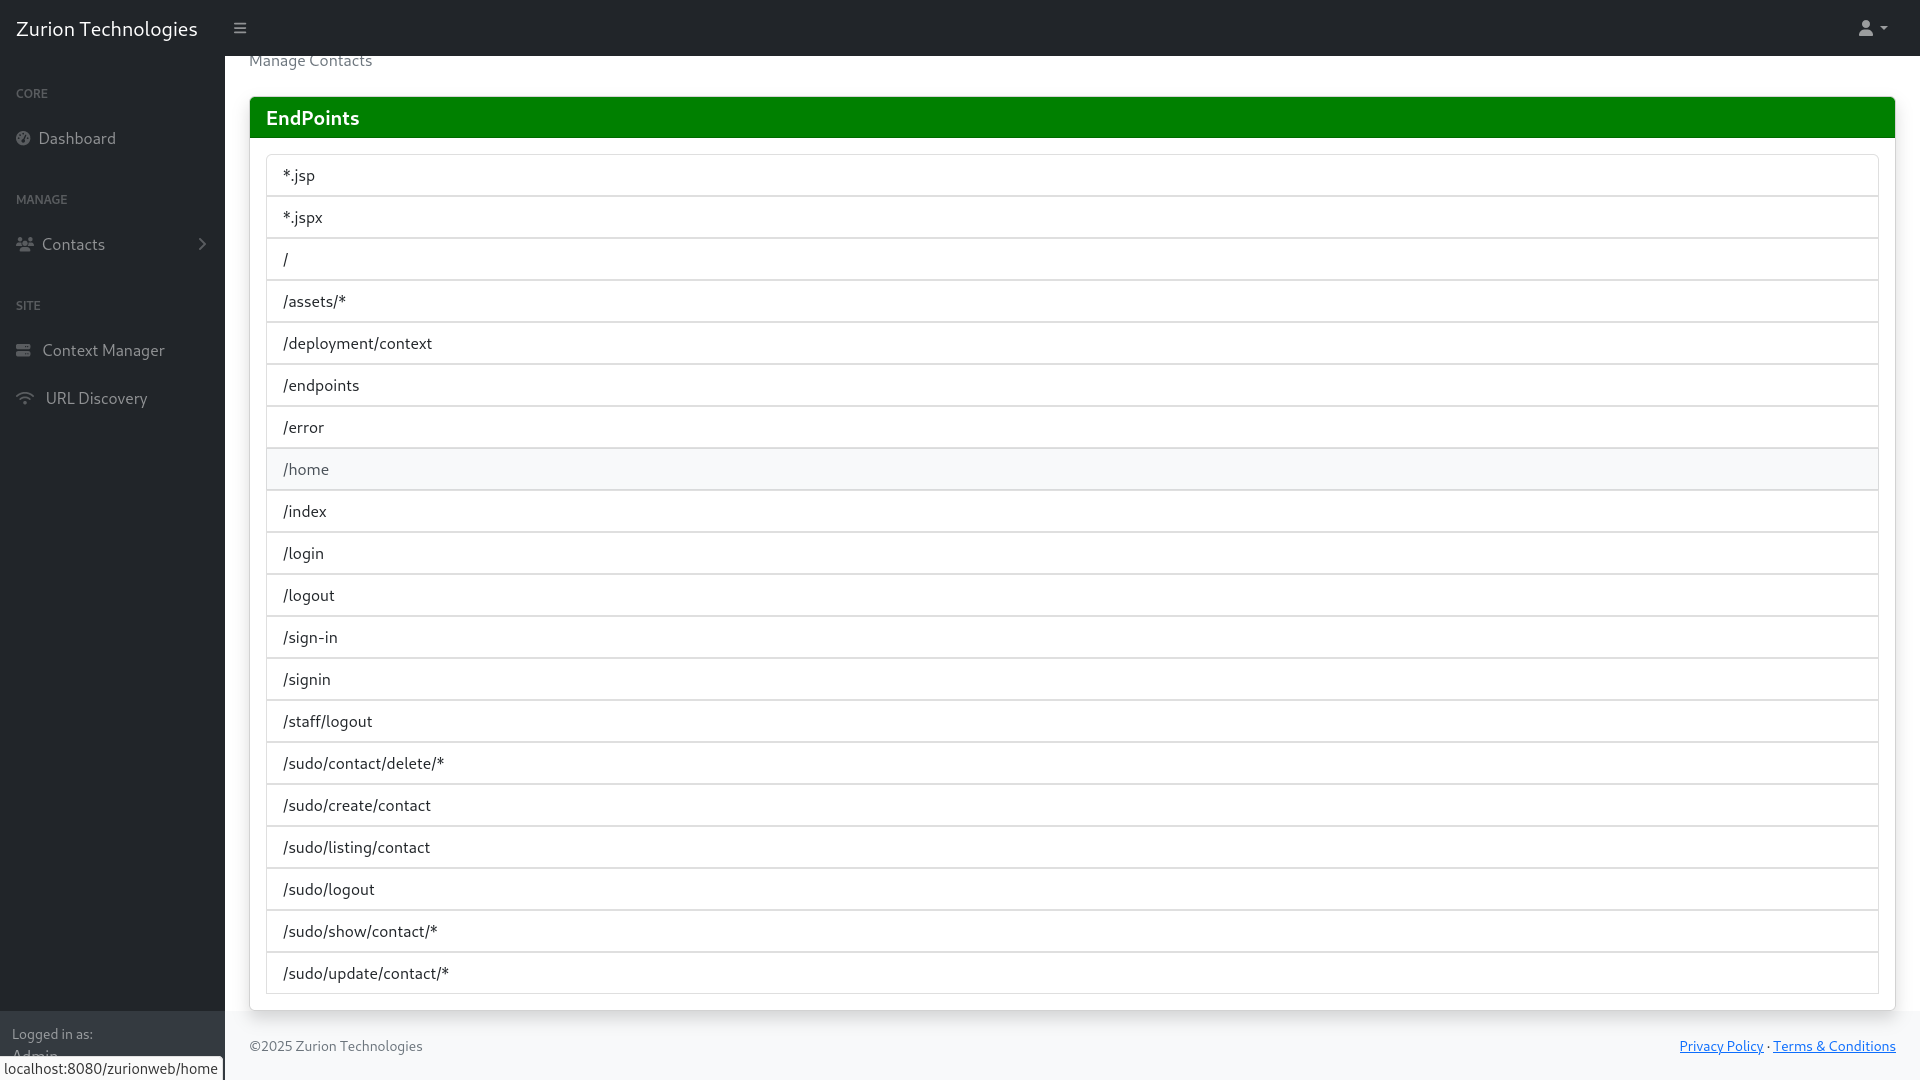 Zurion Technologies
CORE
Dashboard
MANAGE
Contacts
SITE
Context Manager
URL Discovery
Logged in as:
Admin
localhost:8080/zurionweb/home
Manage Contacts
EndPoints
*.jsp
*.jspx
/
/assets/*
/deployment/context
/endpoints
/error
/home
/index
/login
/logout
/sign-in
/signin
/staff/logout
/sudo/contact/delete/*
/sudo/create/contact
/sudo/listing/contact
/sudo/logout
/sudo/show/contact/*
/sudo/update/contact/*
©2025 Zurion Technologies
Privacy Policy · Terms & Conditions